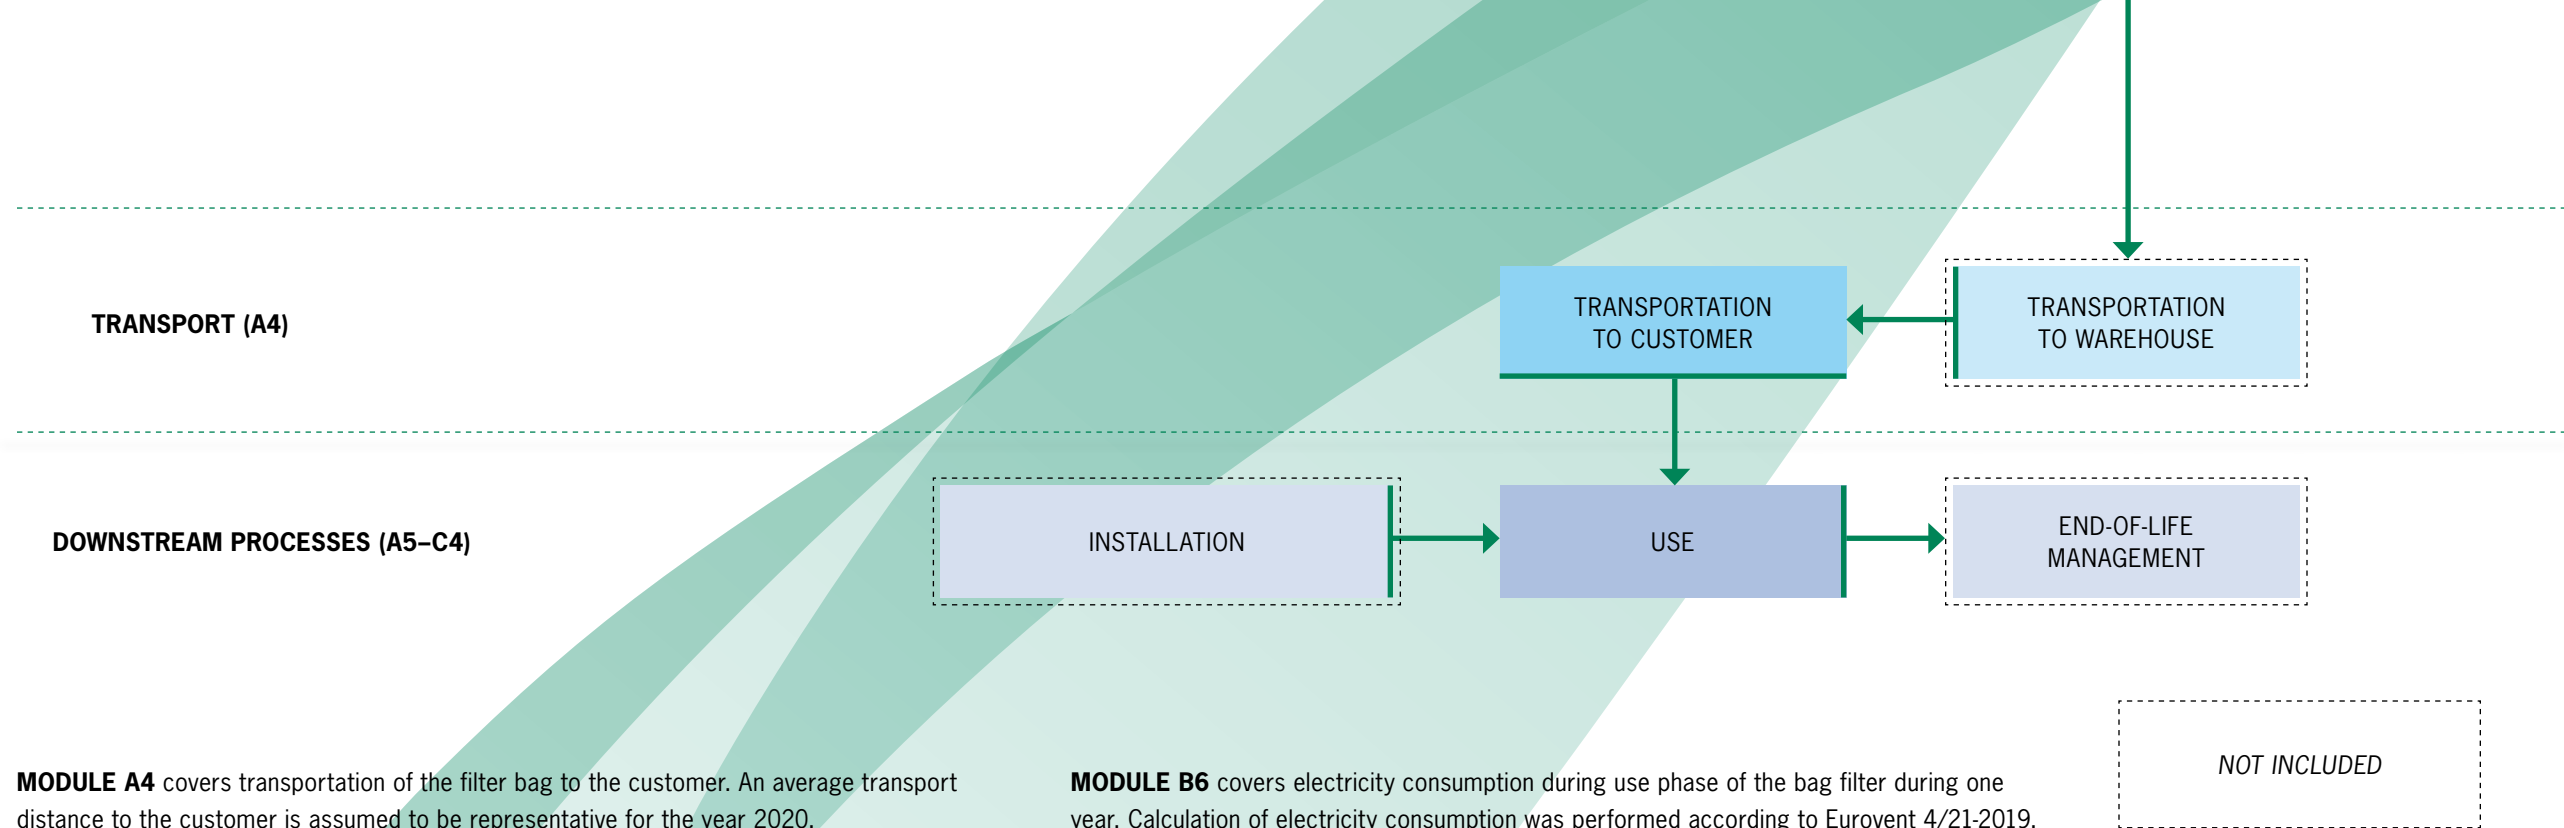 TRANSPORT (A4)
TRANSPORTATION
TO CUSTOMER
TRANSPORTATION
TO WAREHOUSE
DOWNSTREAM PROCESSES (A5–C4)
INSTALLATION
USE
END-OF-LIFE
MANAGEMENT
NOT INCLUDED
MODULE A4 covers transportation of the filter bag to the customer. An average transport
distance to the customer is assumed to be representative for the year 2020.
MODULE B6 covers electricity consumption during use phase of the bag filter during one
year. Calculation of electricity consumption was performed according to Eurovent 4/21-2019.